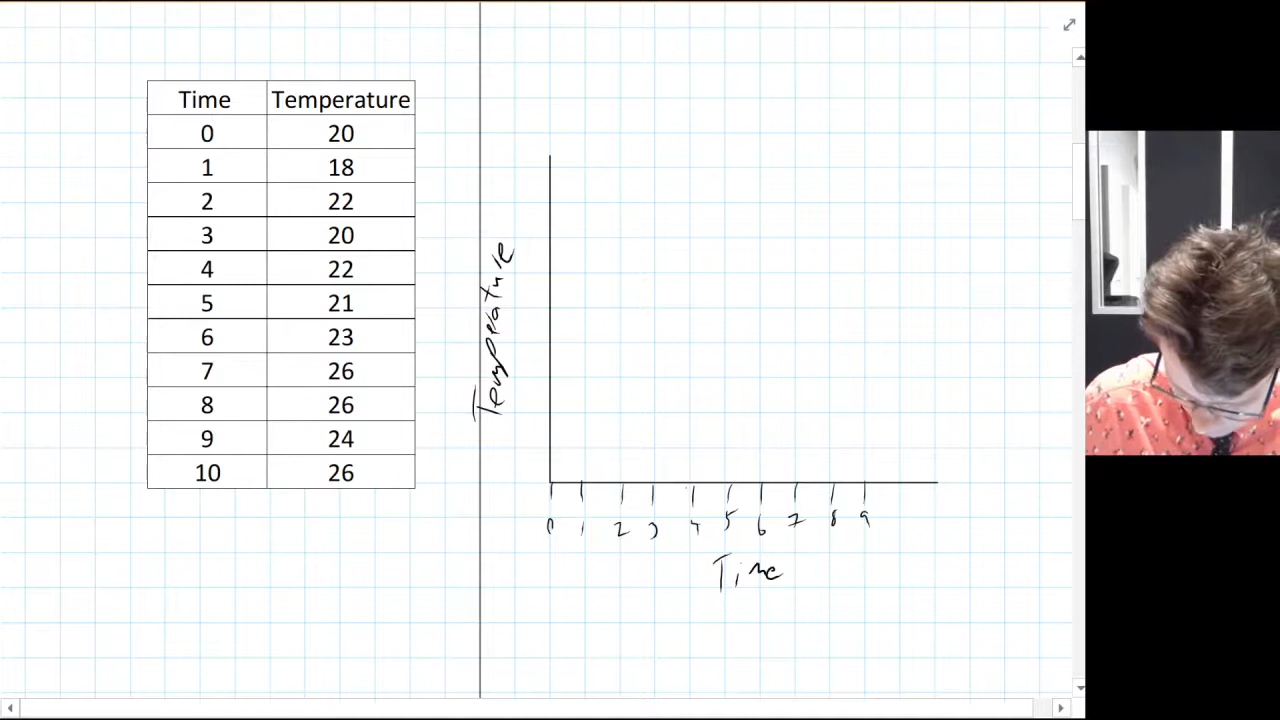 Time Temperature
0 20
1 18
2 22
3 20
4 22
5 21
6 23
7 26
8 26
9 24
10 26
Temperature
0 1 2 3 4 5 6 7 8 9
Time